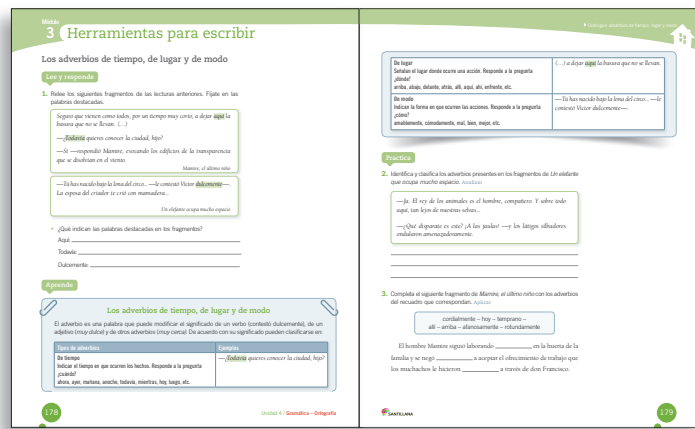 Módulo
3 Herramientas para escribir
Los adverbios de tiempo, de lugar y de modo
Lee y responde
1. Relee los siguientes fragmentos de las lecturas anteriores. Fíjate en las
palabras destacadas.
Seguro que vienen como todos, por un tiempo muy corto, a dejar aquí la
basura que no se llevan. (…)
—¿Todavía quieres conocer la ciudad, hijo?
—Sí —respondió Mamire, evocando los edificios de la transparencia
que se disolvían en el viento.
Mamire, el último niño
—Tú has nacido bajo la lona del circo... —le contestó Víctor dulcemente—.
La esposa del criador te crió con mamadera...
Un elefante ocupa mucho espacio
• ¿Qué indican las palabras destacadas en los fragmentos?
Aquí:
Todavía:
Dulcemente:
Aprende
Los adverbios de tiempo, de lugar y de modo
El adverbio es una palabra que puede modificar el significado de un verbo (contestó dulcemente), de un
adjetivo (muy dulce) y de otros adverbios (muy cerca). De acuerdo con su significado pueden clasificarse en:
Tipos de adverbios Ejemplos
De tiempo
Indican el tiempo en que ocurren los hechos. Responde a la pregunta
¿cuándo?
ahora, ayer, mañana, anoche, todavía, mientras, hoy, luego, etc.
—¿Todavía quieres conocer la ciudad, hijo?
178
Unidad 4 / Gramática – Ortografía
Distinguir adverbios de tiempo, lugar y modo
De lugar
Señalan el lugar donde ocurre una acción. Responde a la pregunta
¿dónde?
arriba, abajo, delante, atrás, allí, aquí, ahí, enfrente, etc.
(…) a dejar aquí la basura que no se llevan.
De modo
Indican la forma en que ocurren las acciones. Responde a la pregunta
¿cómo?
amablemente, cómodamente, mal, bien, mejor, etc.
—Tú has nacido bajo la lona del circo... —le
contestó Víctor dulcemente—.
Practica
2. Identifica y clasifica los adverbios presentes en los fragmentos de Un elefante
que ocupa mucho espacio. Analizar
—Ja. El rey de los animales es el hombre, compañero. Y sobre todo
aquí, tan lejos de nuestras selvas...
—¿Qué disparate es este? ¡A las jaulas! —y los látigos silbadores
ondularon amenazadoramente.
3. Completa el siguiente fragmento de Mamire, el último niño con los adverbios
del recuadro que correspondan. Aplicar
cordialmente – hoy – temprano –
allí – arriba – afanosamente – rotundamente
El hombre Mamire siguió laborando ________ en la huerta de la
familia y se negó ________ a aceptar el ofrecimiento de trabajo que
los muchachos le hicieron ________ a través de don Francisco.
SANTILLANA
179